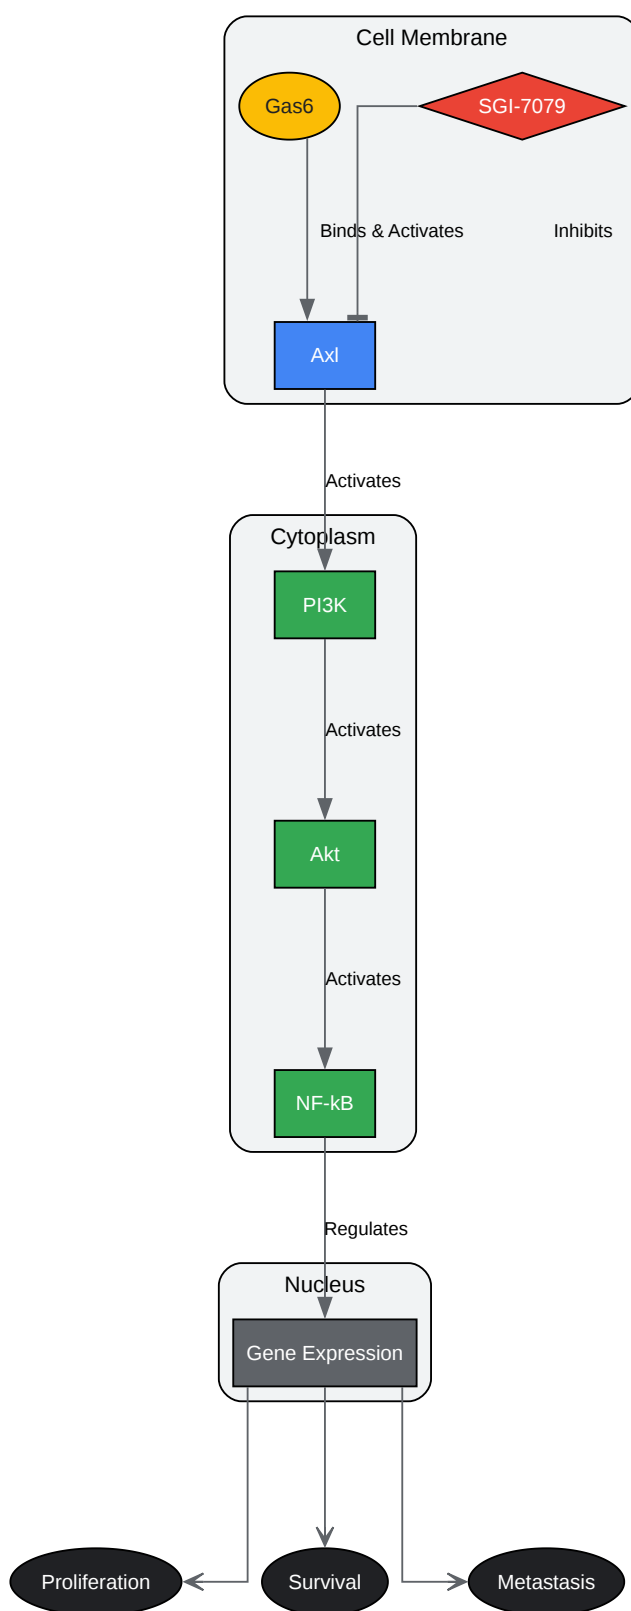 Cell Membrane
Gas6
SGI-7079
Binds & Activates
Inhibits
Axl
Activates
Cytoplasm
PI3K
Activates
Akt
Activates
NF-kB
Regulates
Nucleus
Gene Expression
Proliferation
Survival
Metastasis